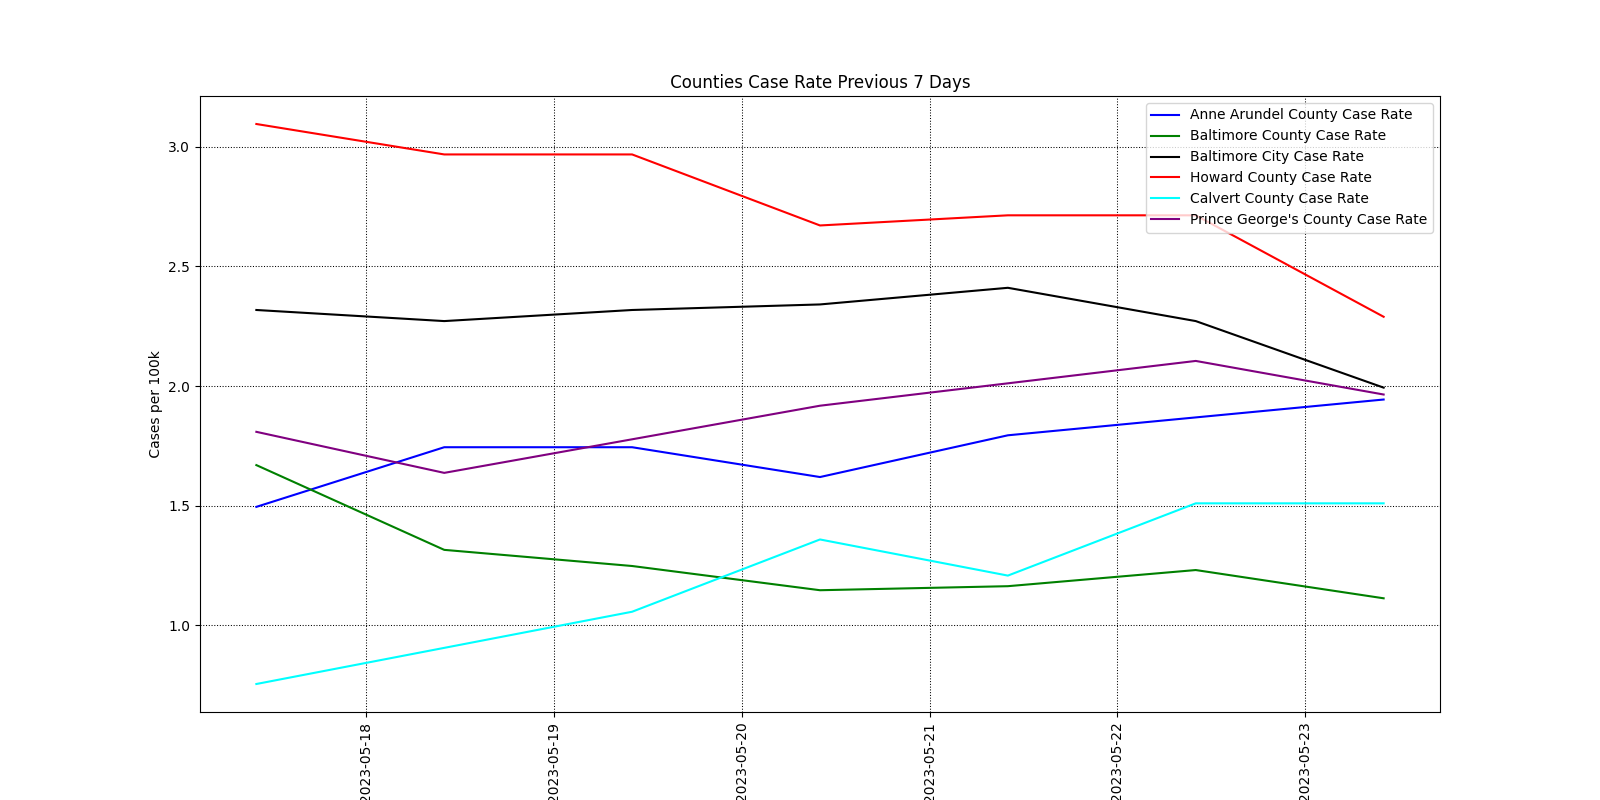 Counties Case Rate Previous 7 Days
Anne Arundel County Case Rate
Baltimore County Case Rate
Baltimore City Case Rate
Howard County Case Rate
Calvert County Case Rate
Prince George's County Case Rate
Cases per 100k
3.0
2.5
2.0
1.5
1.0
2023-05-18
2023-05-19
2023-05-20
2023-05-21
2023-05-22
2023-05-23